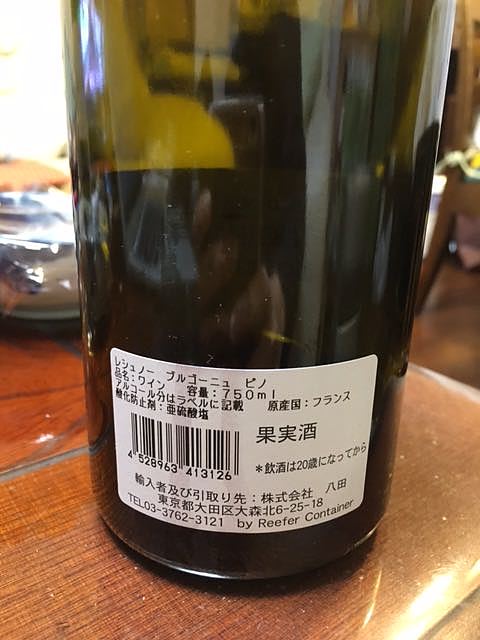 レシュノー　ブルゴーニュ　ピノ
品名：ワイン　容量：750ml
アルコール分はラベルに記載　原産国：フランス
酸化防止剤：亜硫酸塩
果実酒
4 528963 413126
＊飲酒は20歳になってから
輸入者及び引取り先：株式会社　八田
東京都大田区大森北6-25-18
TEL03-3762-3121 by Reefer Container